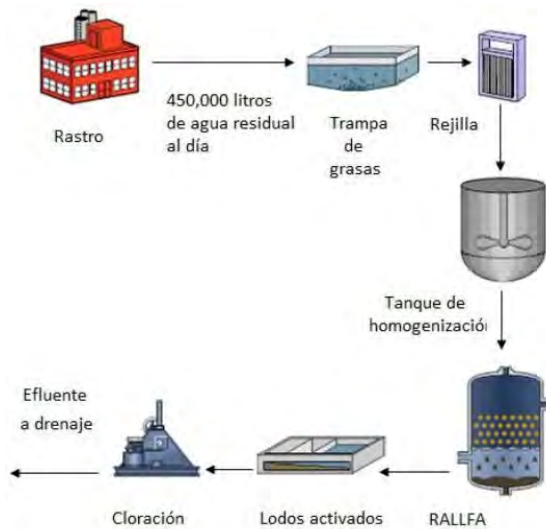 Rastro
450,000 litros
de agua residual
al día
Trampa
de
grasas
Rejilla
Tanque de
homogenización
Efluente
a drenaje
Cloración
Lodos activados
RALLFA